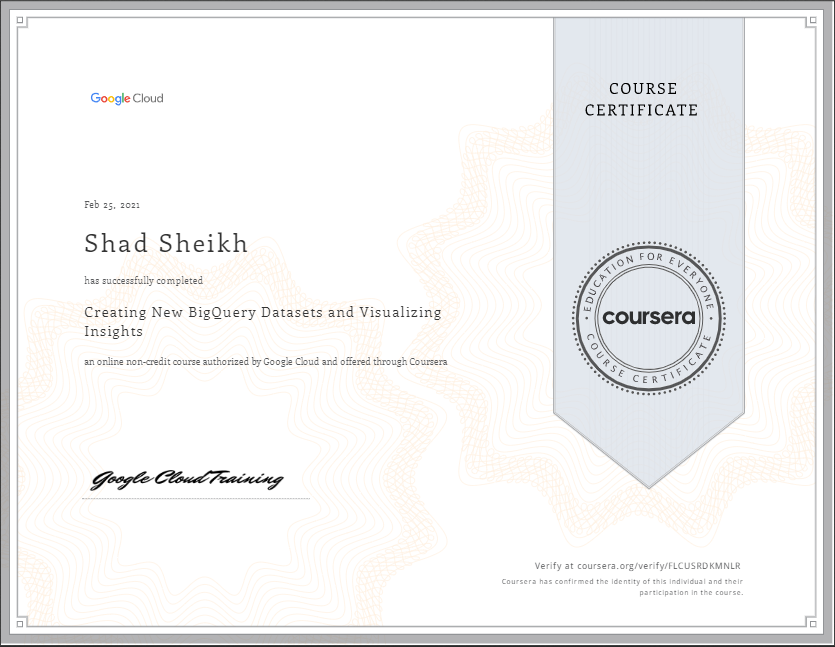 Google Cloud
COURSE
CERTIFICATE
Feb 25, 2021
Shad Sheikh
has successfully completed
Creating New BigQuery Datasets and Visualizing
Insights
an online non-credit course authorized by Google Cloud and offered through Coursera
EDUCATION FOR EVERYONE
coursera
COURSE CERTIFICATE
Google Cloud Training
Verify at coursera.org/verify/FLCUSRDKMNLR
Coursera has confirmed the identity of this individual and their
participation in the course.